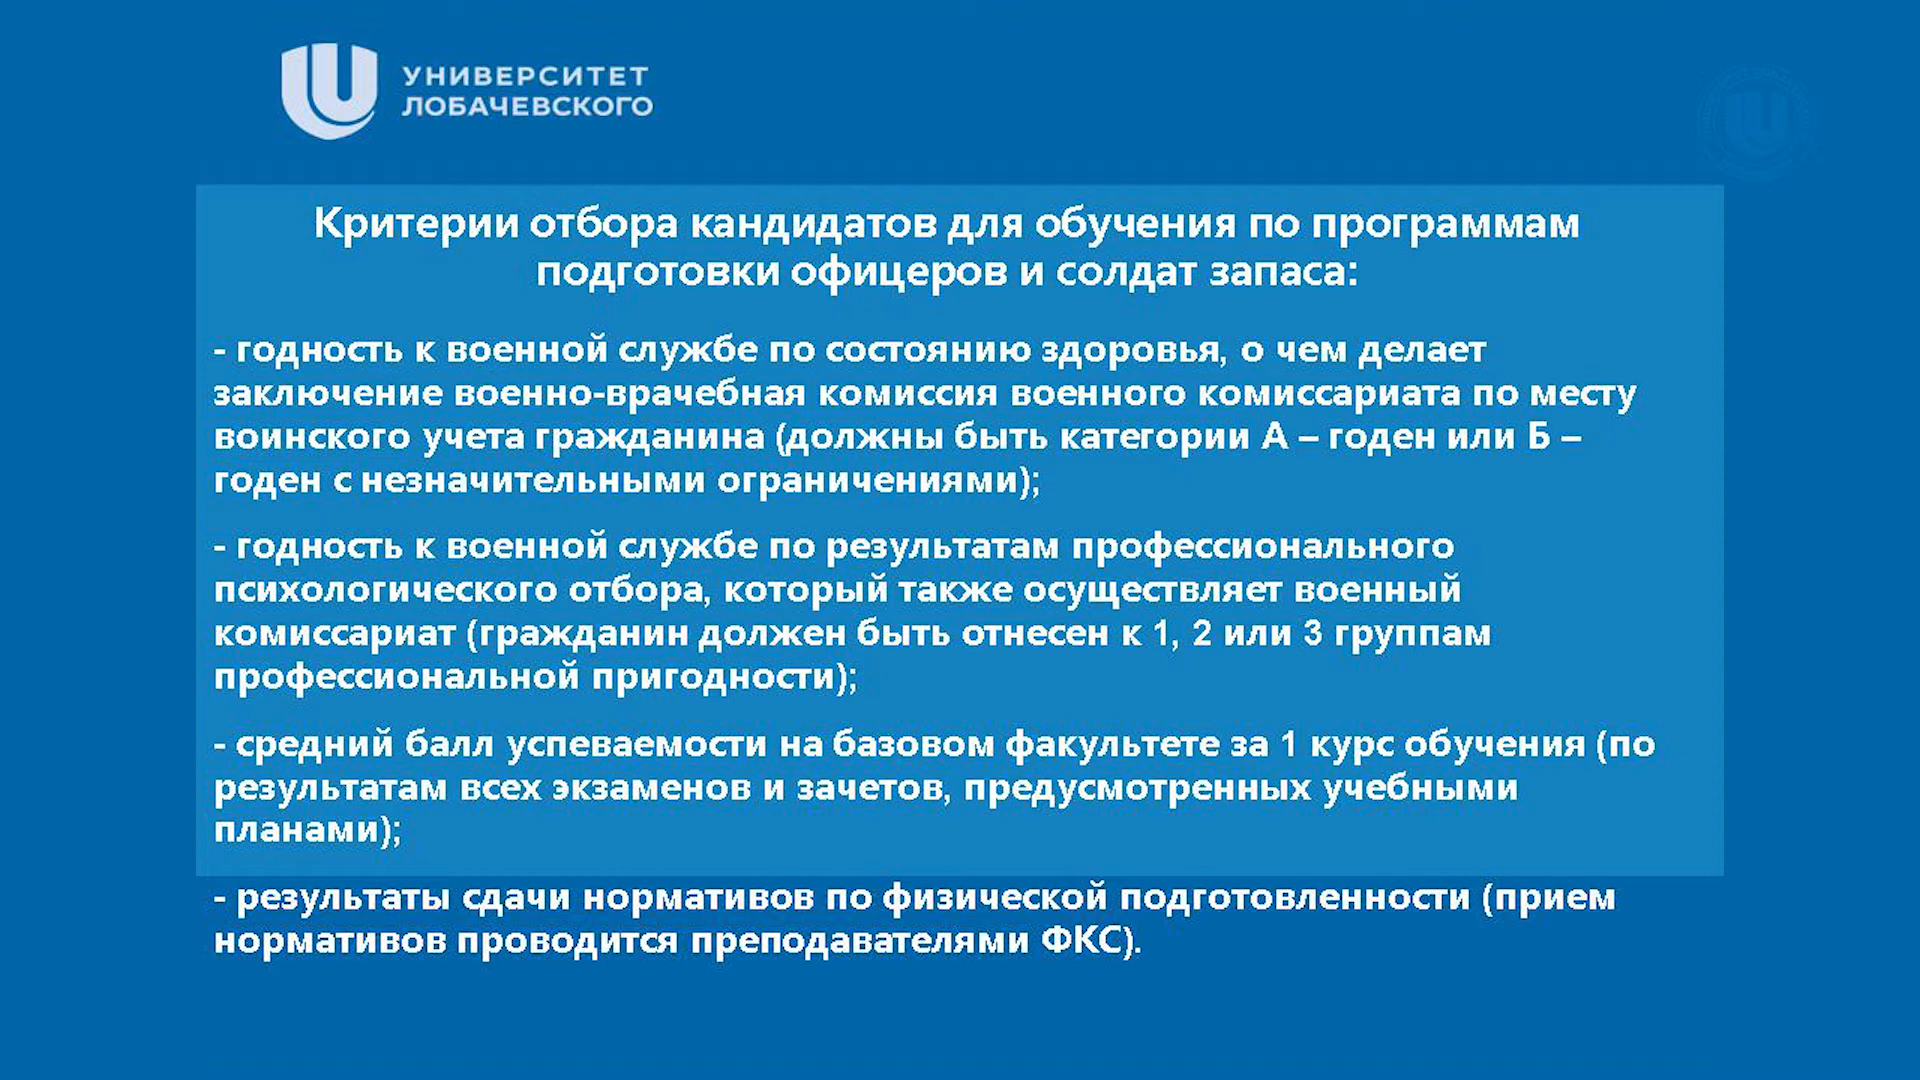 УНИВЕРСИТЕТ
ЛОБАЧЕВСКОГО
Критерии отбора кандидатов для обучения по программам
подготовки офицеров и солдат запаса:
- годность к военной службе по состоянию здоровья, о чем делает
заключение военно-врачебная комиссия военного комиссариата по месту
воинского учета гражданина (должны быть категории А – годен или Б –
годен с незначительными ограничениями);
- годность к военной службе по результатам профессионального
психологического отбора, который также осуществляет военный
комиссариат (гражданин должен быть отнесен к 1, 2 или 3 группам
профессиональной пригодности);
- средний балл успеваемости на базовом факультете за 1 курс обучения (по
результатам всех экзаменов и зачетов, предусмотренных учебными
планами);
- результаты сдачи нормативов по физической подготовленности (прием
нормативов проводится преподавателями ФКС).